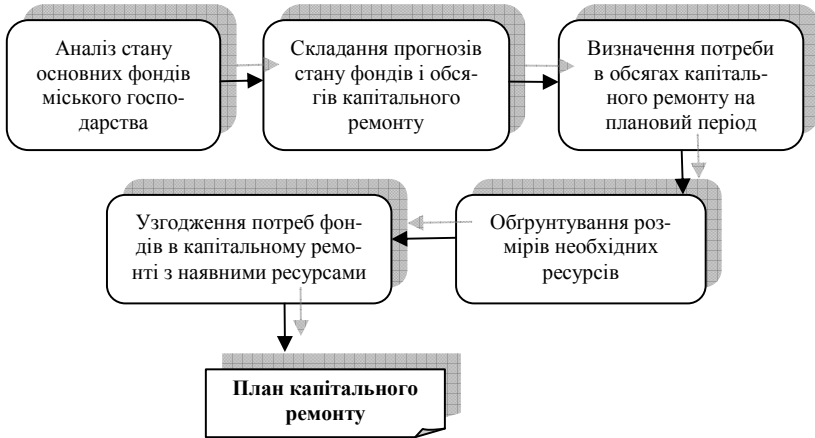 Аналіз стану
основних фондів
міського госпо-
дарства
Складання прогнозів
стану фондів і обся-
гів капітального
ремонту
Визначення потреби
в обсягах капіталь-
ного ремонту на
плановий період
Обґрунтування роз-
мірів необхідних
ресурсів
Узгодження потреб фон-
дів в капітальному ремо-
нті з наявними ресурсами
План капітального
ремонту